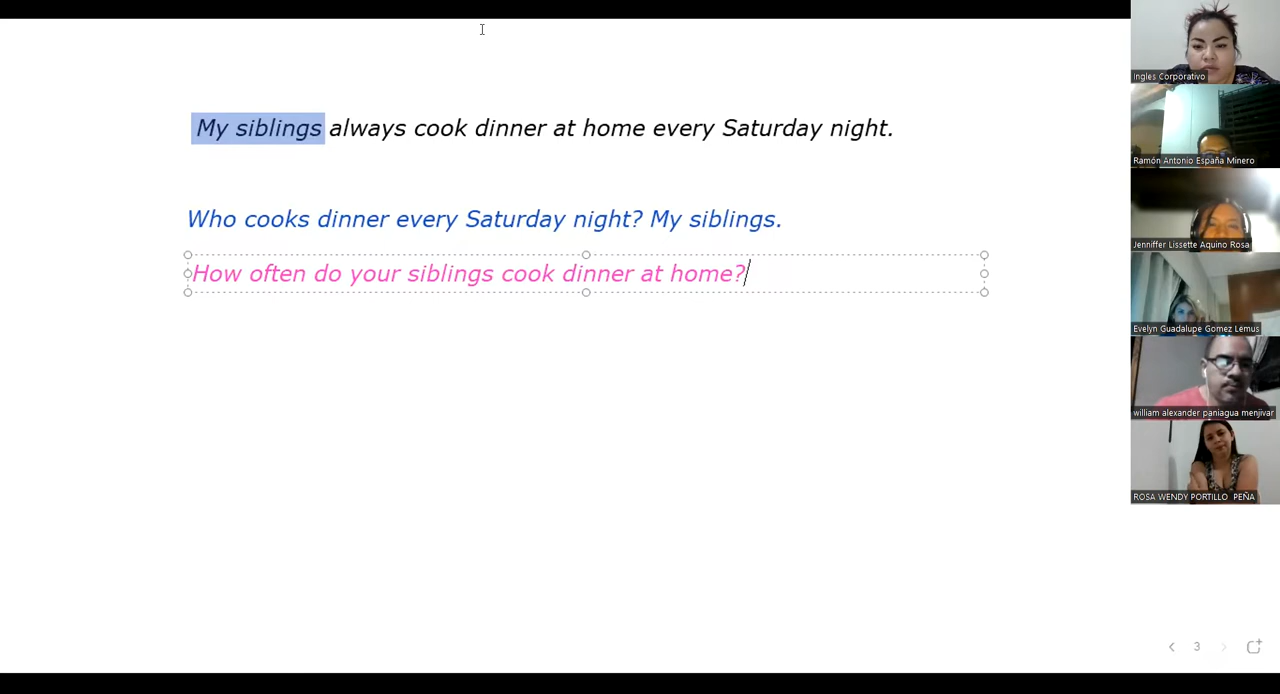 My siblings always cook dinner at home every Saturday night.
Who cooks dinner every Saturday night? My siblings.
How often do your siblings cook dinner at home?
Ingles Corporativo
Ramón Antonio España Minero
Jenniffer Lissette Aquino Rosa
Evelyn Guadalupe Gomez Lemus
william alexander paniagua menjivar
ROSA WENDY PORTILLO PEÑA
3